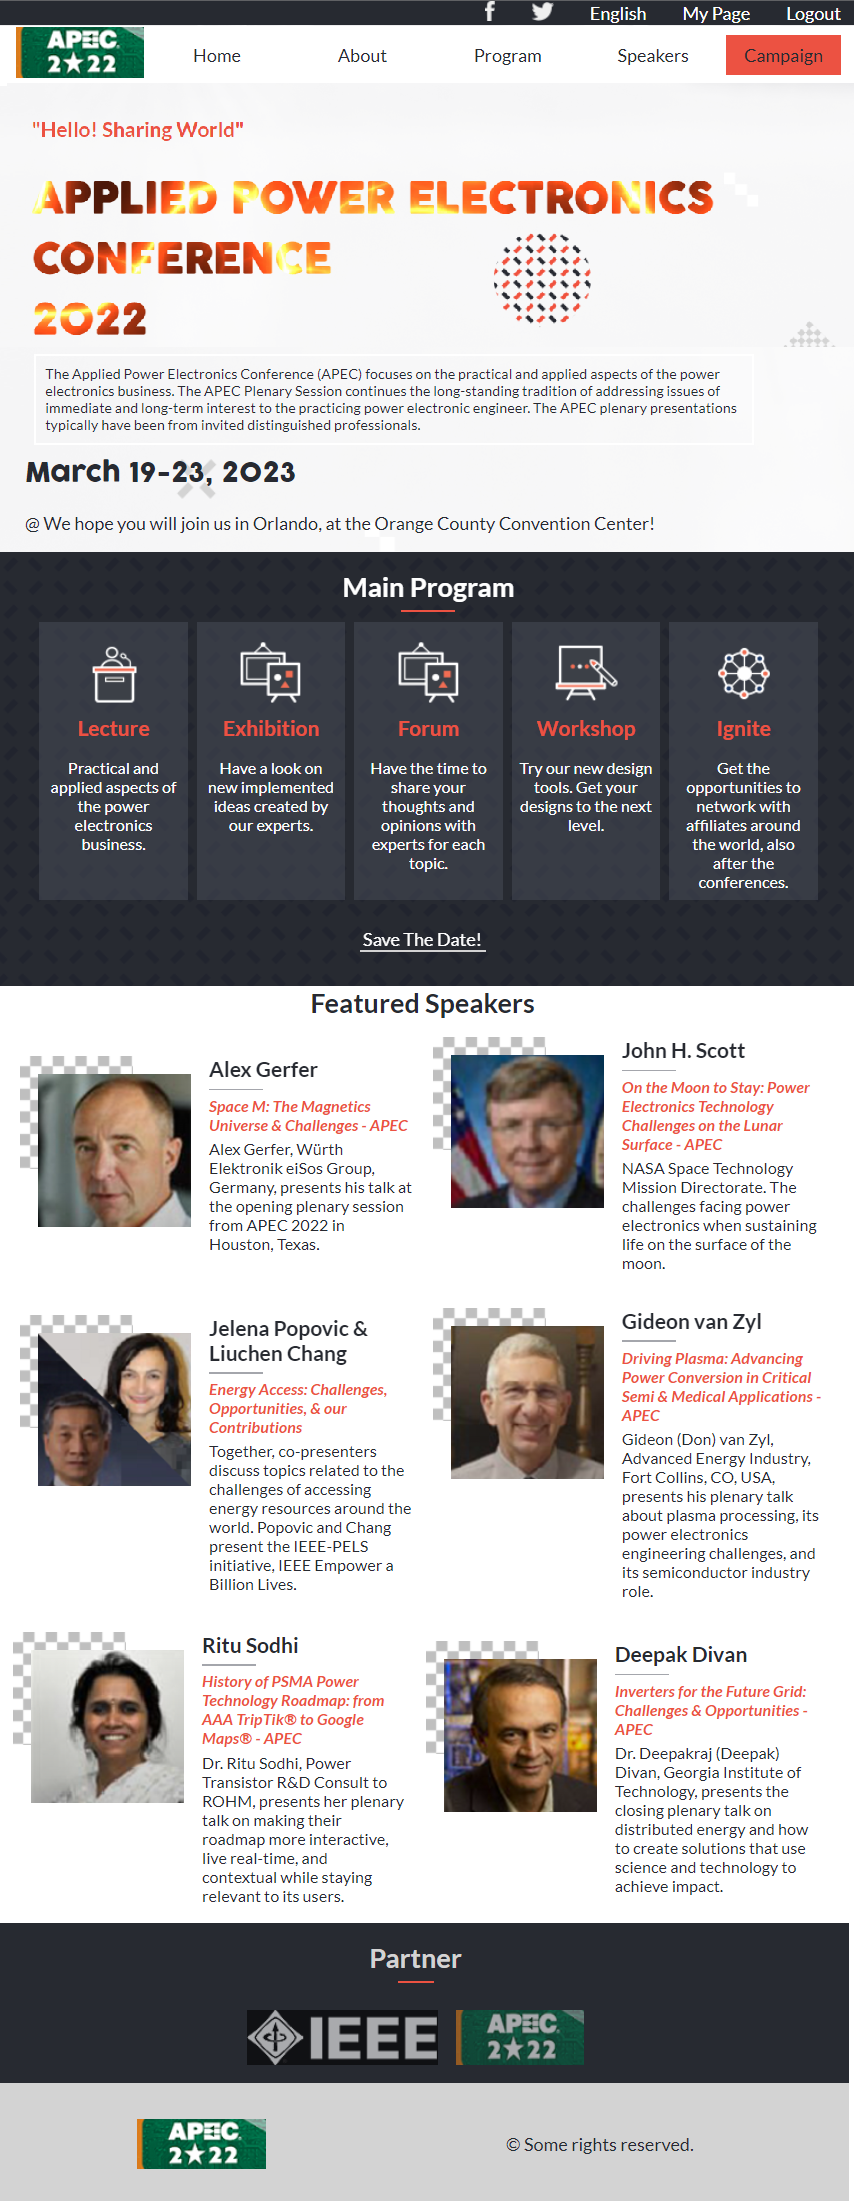 English My Page Logout
APEC.
2★22
Home About Program Speakers Campaign
"Hello! Sharing World"
APPLIED POWER ELECTRONICS
CONFERENCE
2022
The Applied Power Electronics Conference (APEC) focuses on the practical and applied aspects of the power
electronics business. The APEC Plenary Session continues the long-standing tradition of addressing issues of
immediate and long-term interest to the practicing power electronic engineer. The APEC plenary presentations
typically have been from invited distinguished professionals.
March 19-23, 2023
@ We hope you will join us in Orlando, at the Orange County Convention Center!
Main Program
Lecture
Practical and
applied aspects of
the power
electronics
business.
Exhibition
Have a look on
new implemented
ideas created by
our experts.
Forum
Have the time to
share your
thoughts and
opinions with
experts for each
topic.
Workshop
Try our new design
tools. Get your
designs to the next
level.
Ignite
Get the
opportunities to
network with
affiliates around
the world, also
after the
conferences.
Save The Date!
Featured Speakers
Alex Gerfer
Space M: The Magnetics
Universe & Challenges - APEC
Alex Gerfer, Würth
Elektronik eiSos Group,
Germany, presents his talk at
the opening plenary session
from APEC 2022 in
Houston, Texas.
John H. Scott
On the Moon to Stay: Power
Electronics Technology
Challenges on the Lunar
Surface - APEC
NASA Space Technology
Mission Directorate. The
challenges facing power
electronics when sustaining
life on the surface of the
moon.
Jelena Popovic &
Liuchen Chang
Energy Access: Challenges,
Opportunities, & our
Contributions
Together, co-presenters
discuss topics related to the
challenges of accessing
energy resources around the
world. Popovic and Chang
present the IEEE-PELS
initiative, IEEE Empower a
Billion Lives.
Gideon van Zyl
Driving Plasma: Advancing
Power Conversion in Critical
Semi & Medical Applications -
APEC
Gideon (Don) van Zyl,
Advanced Energy Industry,
Fort Collins, CO, USA,
presents his plenary talk
about plasma processing, its
power electronics
engineering challenges, and
its semiconductor industry
role.
Ritu Sodhi
History of PSMA Power
Technology Roadmap: from
AAA TripTik® to Google
Maps® - APEC
Dr. Ritu Sodhi, Power
Transistor R&D Consult to
ROHM, presents her plenary
talk on making their
roadmap more interactive,
live real-time, and
contextual while staying
relevant to its users.
Deepak Divan
Inverters for the Future Grid:
Challenges & Opportunities -
APEC
Dr. Deepakraj (Deepak)
Divan, Georgia Institute of
Technology, presents the
closing plenary talk on
distributed energy and how
to create solutions that use
science and technology to
achieve impact.
Partner
IEEE
APEC.
2★22
APEC.
2★22
© Some rights reserved.